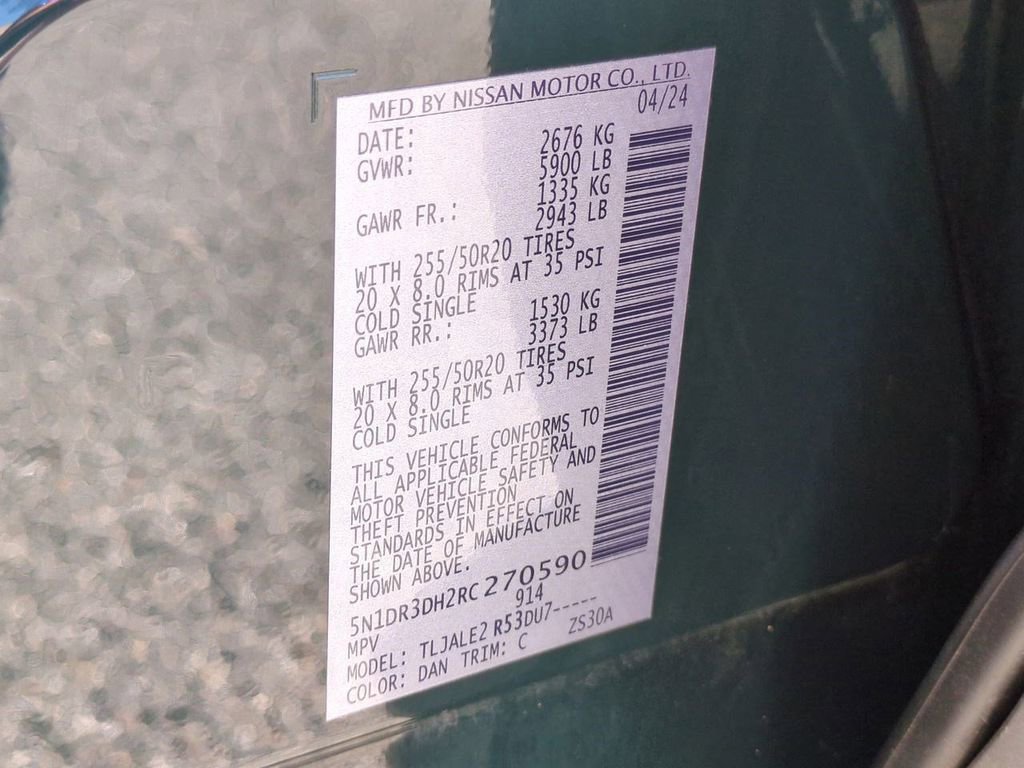 MFD BY NISSAN MOTOR CO., LTD.
DATE: 04/24
GVWR: 2676 KG
5900 LB
GAWR FR.: 1335 KG
2943 LB
WITH 255/50R20 TIRES
20 X 8.0 RIMS AT 35 PSI
COLD SINGLE
GAWR RR.: 1530 KG
3373 LB
WITH 255/50R20 TIRES
20 X 8.0 RIMS AT 35 PSI
COLD SINGLE
THIS VEHICLE CONFORMS TO
ALL APPLICABLE FEDERAL
MOTOR VEHICLE SAFETY AND
THEFT PREVENTION
STANDARDS IN EFFECT ON
THE DATE OF MANUFACTURE
SHOWN ABOVE.
5N1DR3DH2RC270590
MPV 914
MODEL: TLJALE2 R53DU7-----
COLOR: DAN TRIM: C ZS30A